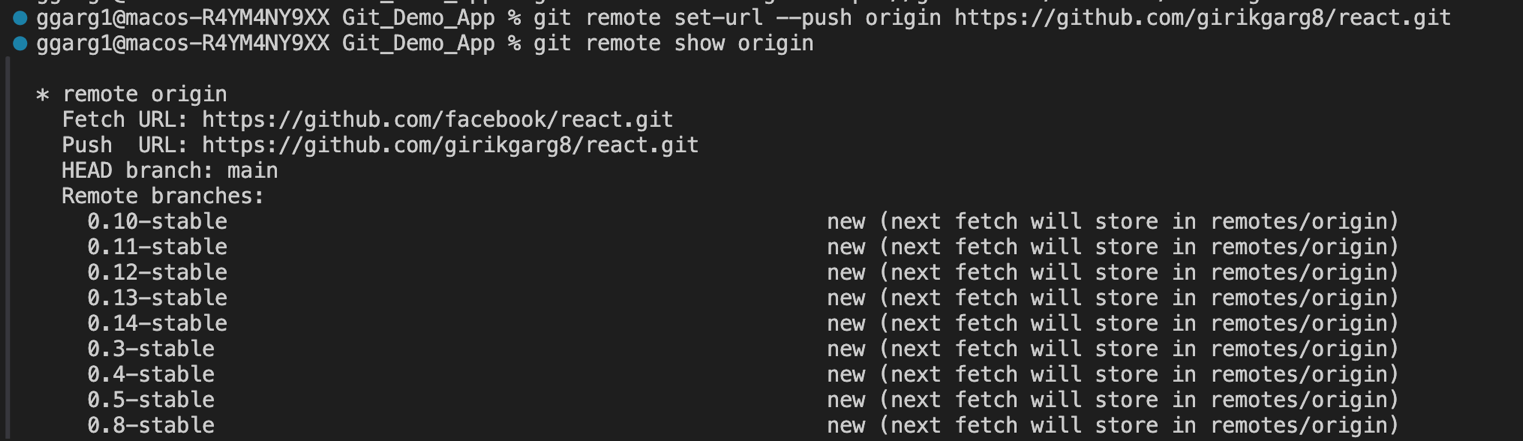 ggarg1@macos-R4YM4NY9XX Git_Demo_App % git remote set-url --push origin https://github.com/girikgarg8/react.git
ggarg1@macos-R4YM4NY9XX Git_Demo_App % git remote show origin
* remote origin
Fetch URL: https://github.com/facebook/react.git
Push  URL: https://github.com/girikgarg8/react.git
HEAD branch: main
Remote branches:
0.10-stable new (next fetch will store in remotes/origin)
0.11-stable new (next fetch will store in remotes/origin)
0.12-stable new (next fetch will store in remotes/origin)
0.13-stable new (next fetch will store in remotes/origin)
0.14-stable new (next fetch will store in remotes/origin)
0.3-stable new (next fetch will store in remotes/origin)
0.4-stable new (next fetch will store in remotes/origin)
0.5-stable new (next fetch will store in remotes/origin)
0.8-stable new (next fetch will store in remotes/origin)